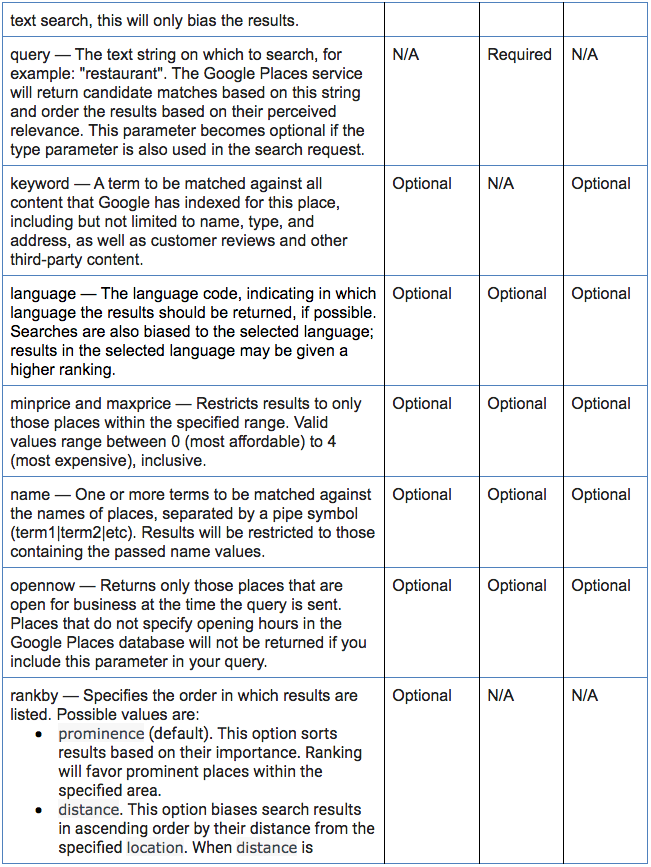 text search, this will only bias the results.
query — The text string on which to search, for N/A Required N/A
example: "restaurant". The Google Places service
will return candidate matches based on this string
and order the results based on their perceived
relevance. This parameter becomes optional if the
type parameter is also used in the search request.
keyword — A term to be matched against all Optional N/A Optional
content that Google has indexed for this place,
including but not limited to name, type, and
address, as well as customer reviews and other
third-party content.
language — The language code, indicating in which Optional Optional Optional
language the results should be returned, if possible.
Searches are also biased to the selected language;
results in the selected language may be given a
higher ranking.
minprice and maxprice — Restricts results to only Optional Optional Optional
those places within the specified range. Valid
values range between 0 (most affordable) to 4
(most expensive), inclusive.
name — One or more terms to be matched against Optional Optional Optional
the names of places, separated by a pipe symbol
(term1|term2|etc). Results will be restricted to those
containing the passed name values.
opennow — Returns only those places that are Optional Optional Optional
open for business at the time the query is sent.
Places that do not specify opening hours in the
Google Places database will not be returned if you
include this parameter in your query.
rankby — Specifies the order in which results are Optional N/A N/A
listed. Possible values are:
• prominence (default). This option sorts
results based on their importance. Ranking
will favor prominent places within the
specified area.
• distance. This option biases search results
in ascending order by their distance from the
specified location. When distance is